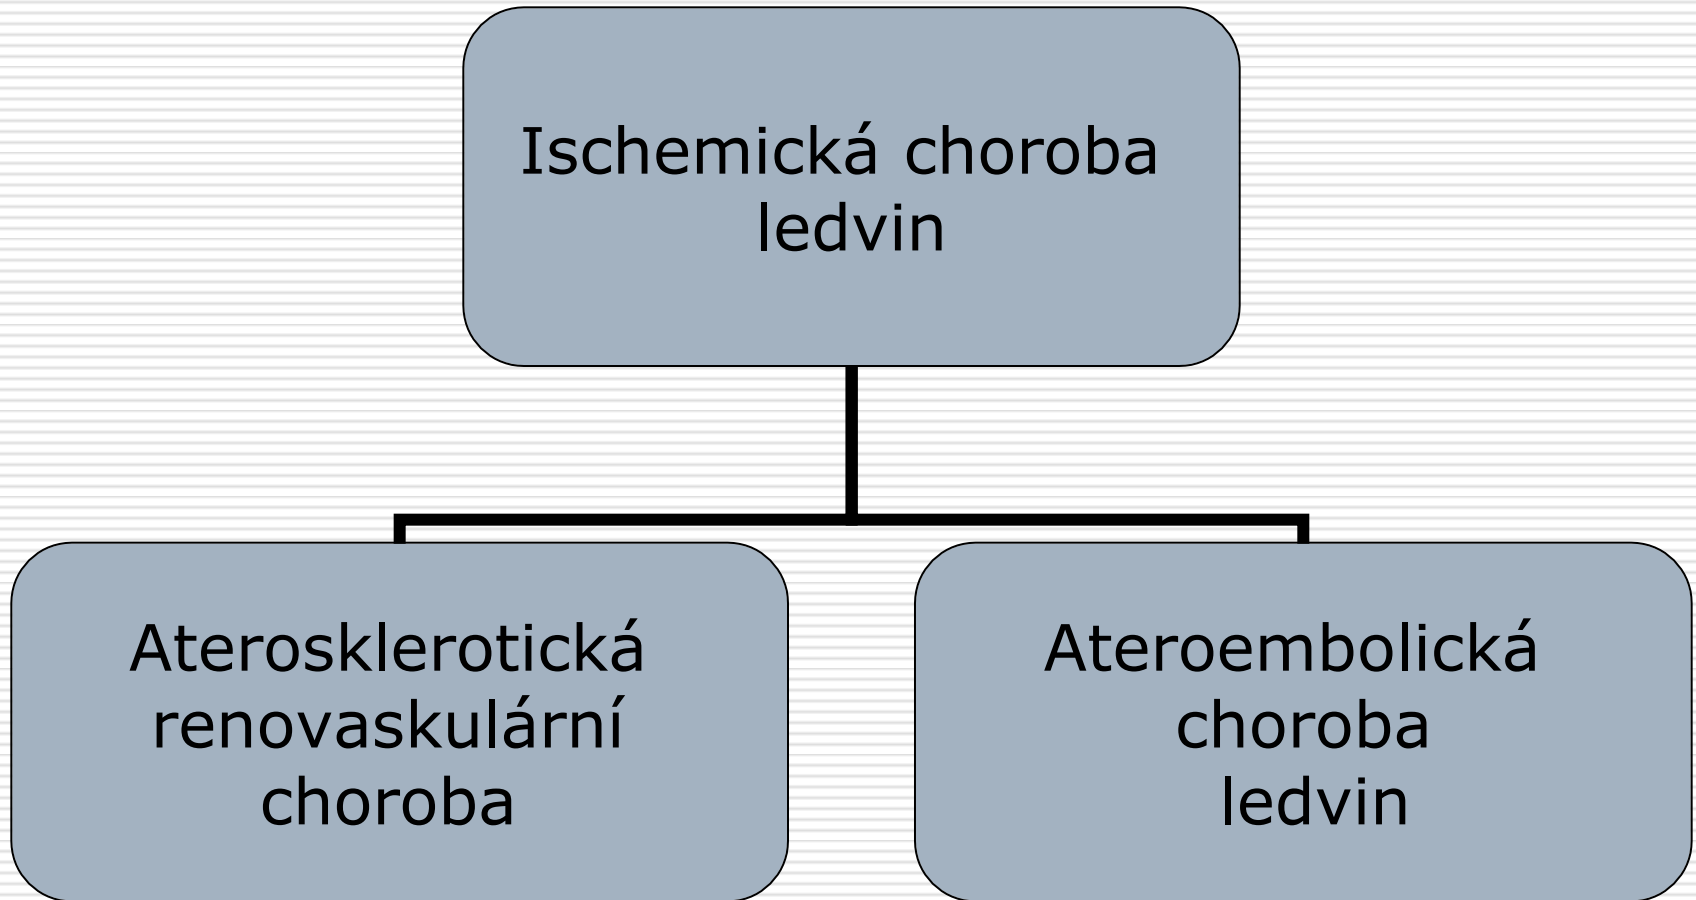 Ischemická choroba
ledvin
Aterosklerotická
renovaskulární
choroba
Ateroembolická
choroba
ledvin